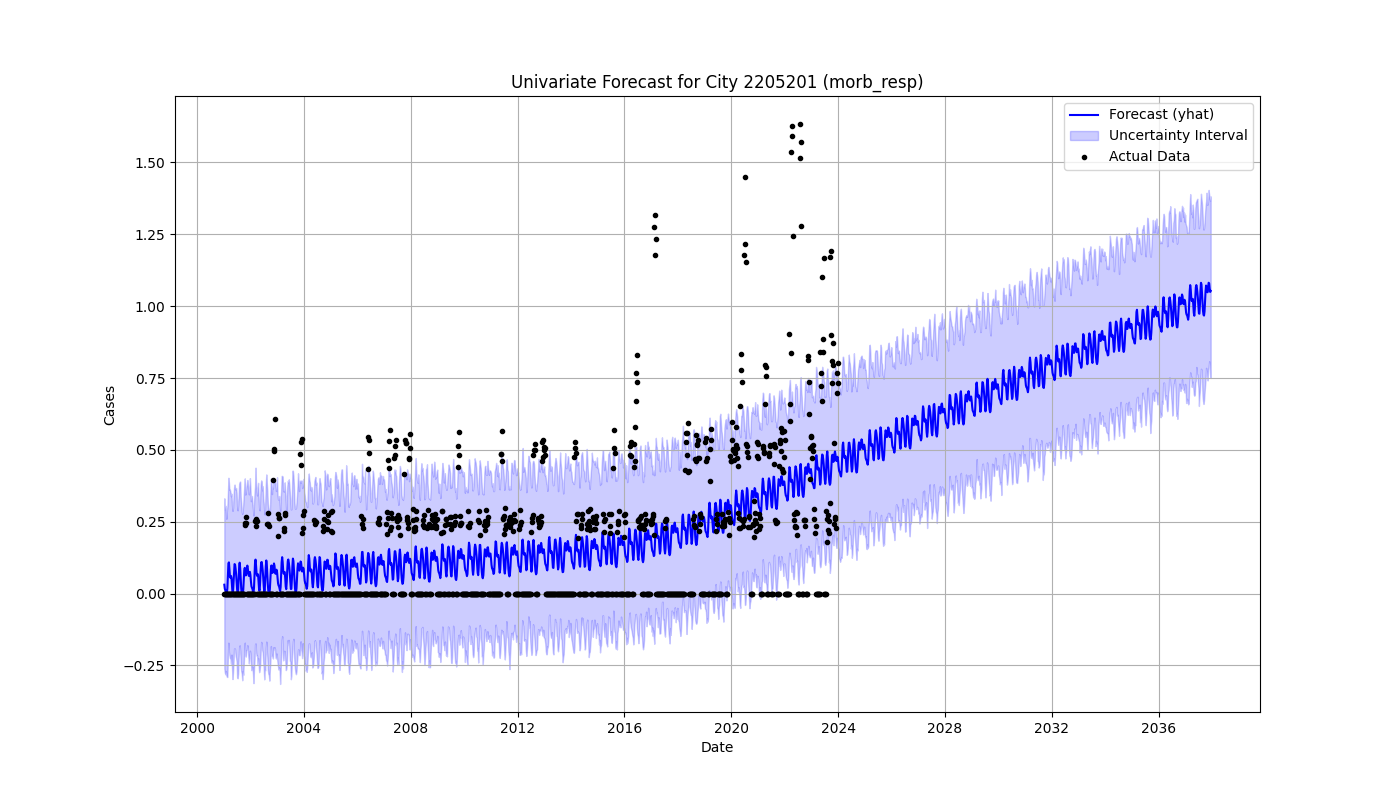 Univariate Forecast for City 2205201 (morb_resp)
Forecast (yhat)
Uncertainty Interval
Actual Data
Cases
1.50
1.25
1.00
0.75
0.50
0.25
0.00
−0.25
2000 2004 2008 2012 2016 2020 2024 2028 2032 2036
Date